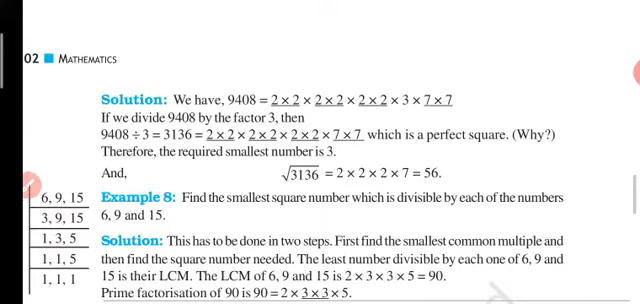 02 ■ MATHEMATICS
Solution: We have, 9408 = 2 × 2 × 2 × 2 × 2 × 2 × 3 × 7 × 7
If we divide 9408 by the factor 3, then
9408 ÷ 3 = 3136 = 2 × 2 × 2 × 2 × 2 × 2 × 7 × 7 which is a perfect square. (Why?)
Therefore, the required smallest number is 3.
And, √3136 = 2 × 2 × 2 × 7 = 56.
6, 9, 15
3, 9, 15
1, 3, 5
1, 1, 5
1, 1, 1
Example 8: Find the smallest square number which is divisible by each of the numbers
6, 9 and 15.
Solution: This has to be done in two steps. First find the smallest common multiple and
then find the square number needed. The least number divisible by each one of 6, 9 and
15 is their LCM. The LCM of 6, 9 and 15 is 2 × 3 × 3 × 5 = 90.
Prime factorisation of 90 is 90 = 2 × 3 × 3 × 5.